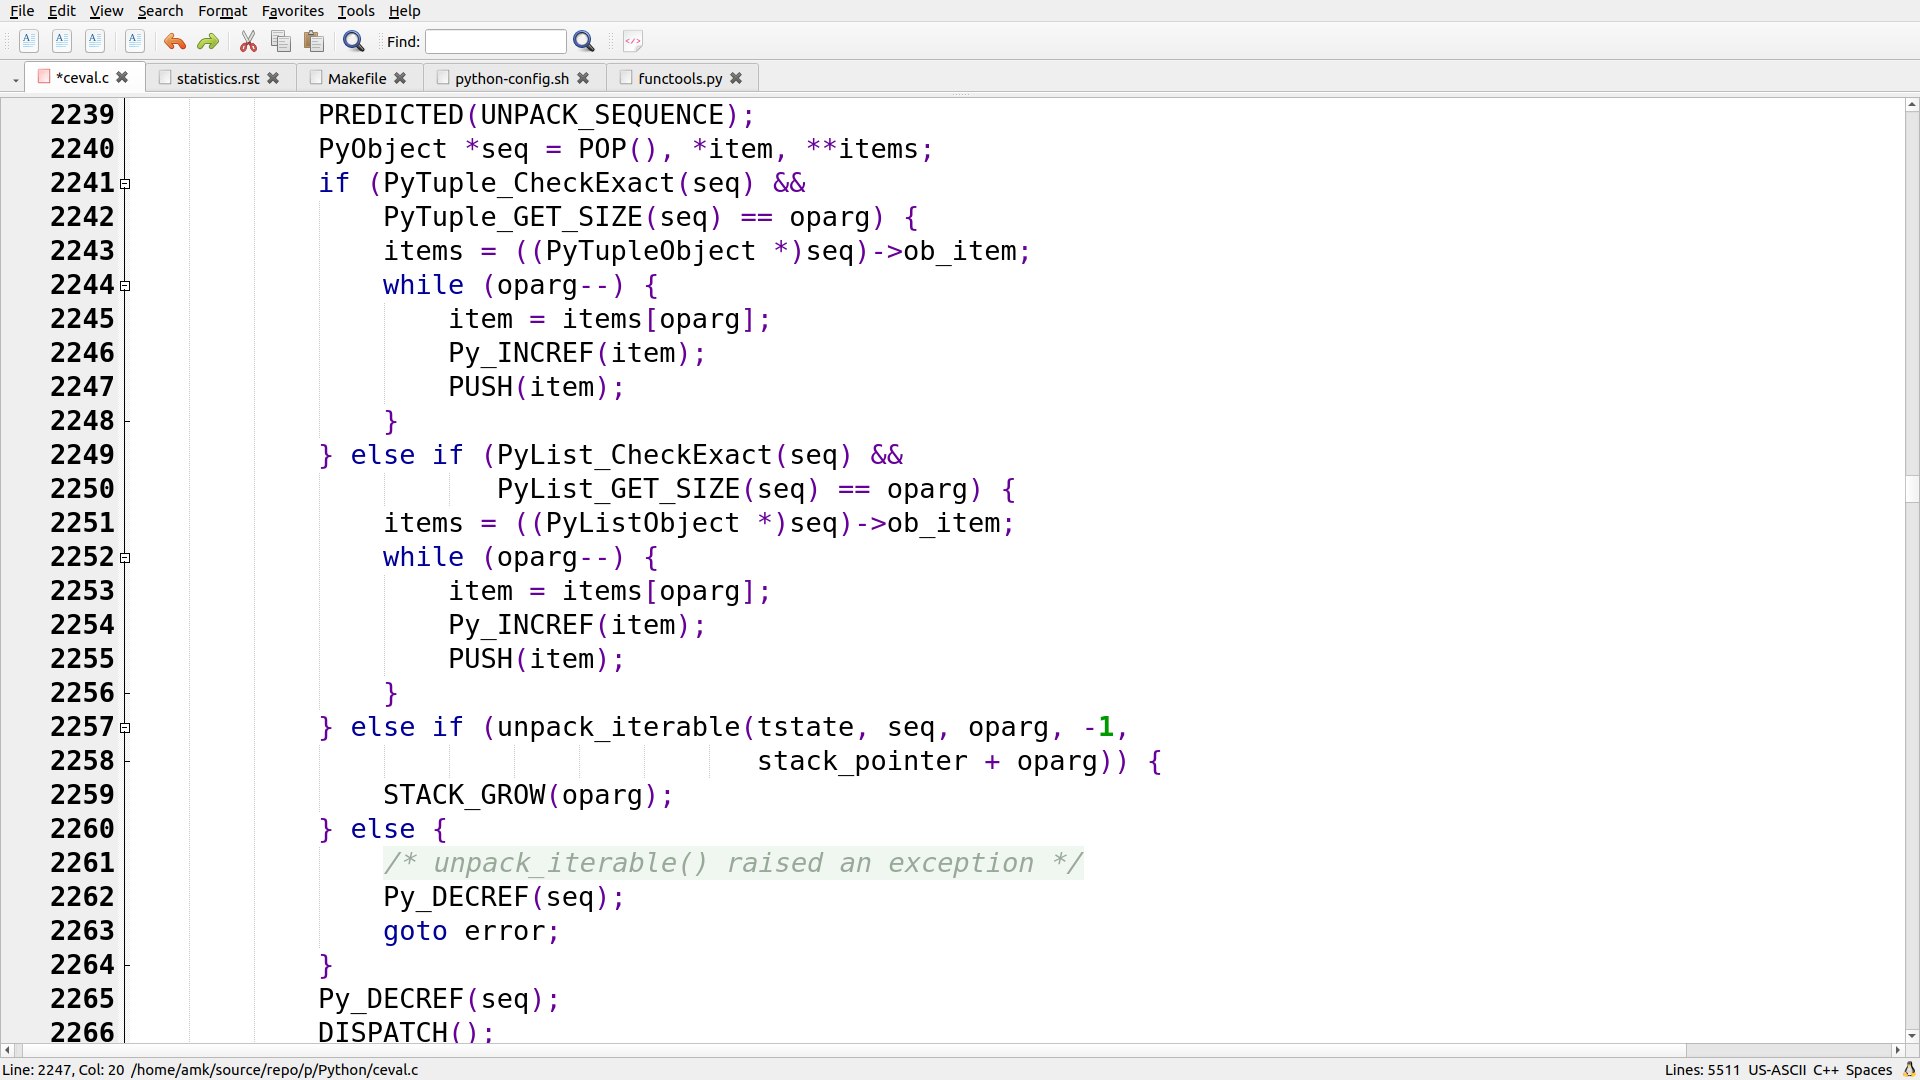 File Edit View Search Format Favorites Tools Help
Find:
*ceval.c statistics.rst Makefile python-config.sh functools.py
2239 PREDICTED(UNPACK_SEQUENCE);
2240 PyObject *seq = POP(), *item, **items;
2241 if (PyTuple_CheckExact(seq) &&
2242 PyTuple_GET_SIZE(seq) == oparg) {
2243 items = ((PyTupleObject *)seq)->ob_item;
2244 while (oparg--) {
2245 item = items[oparg];
2246 Py_INCREF(item);
2247 PUSH(item);
2248 }
2249 } else if (PyList_CheckExact(seq) &&
2250 PyList_GET_SIZE(seq) == oparg) {
2251 items = ((PyListObject *)seq)->ob_item;
2252 while (oparg--) {
2253 item = items[oparg];
2254 Py_INCREF(item);
2255 PUSH(item);
2256 }
2257 } else if (unpack_iterable(tstate, seq, oparg, -1,
2258 stack_pointer + oparg)) {
2259 STACK_GROW(oparg);
2260 } else {
2261 /* unpack_iterable() raised an exception */
2262 Py_DECREF(seq);
2263 goto error;
2264 }
2265 Py_DECREF(seq);
2266 DISPATCH();
Line: 2247, Col: 20 /home/amk/source/repo/p/Python/ceval.c Lines: 5511 US-ASCII C++ Spaces